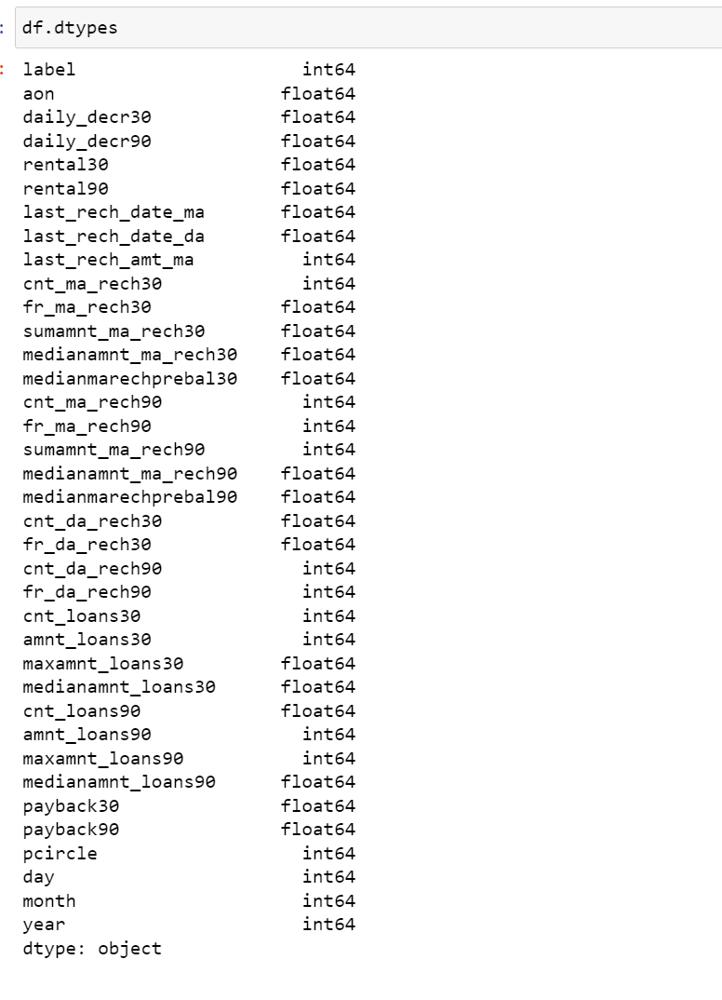 : df.dtypes
: label int64
aon float64
daily_decr30 float64
daily_decr90 float64
rental30 float64
rental90 float64
last_rech_date_ma float64
last_rech_date_da float64
last_rech_amt_ma int64
cnt_ma_rech30 int64
fr_ma_rech30 float64
sumamnt_ma_rech30 float64
medianamnt_ma_rech30 float64
medianmarechprebal30 float64
cnt_ma_rech90 int64
fr_ma_rech90 int64
sumamnt_ma_rech90 int64
medianamnt_ma_rech90 float64
medianmarechprebal90 float64
cnt_da_rech30 float64
fr_da_rech30 float64
cnt_da_rech90 int64
fr_da_rech90 int64
cnt_loans30 int64
amnt_loans30 int64
maxamnt_loans30 float64
medianamnt_loans30 float64
cnt_loans90 float64
amnt_loans90 int64
maxamnt_loans90 int64
medianamnt_loans90 float64
payback30 float64
payback90 float64
pcircle int64
day int64
month int64
year int64
dtype: object